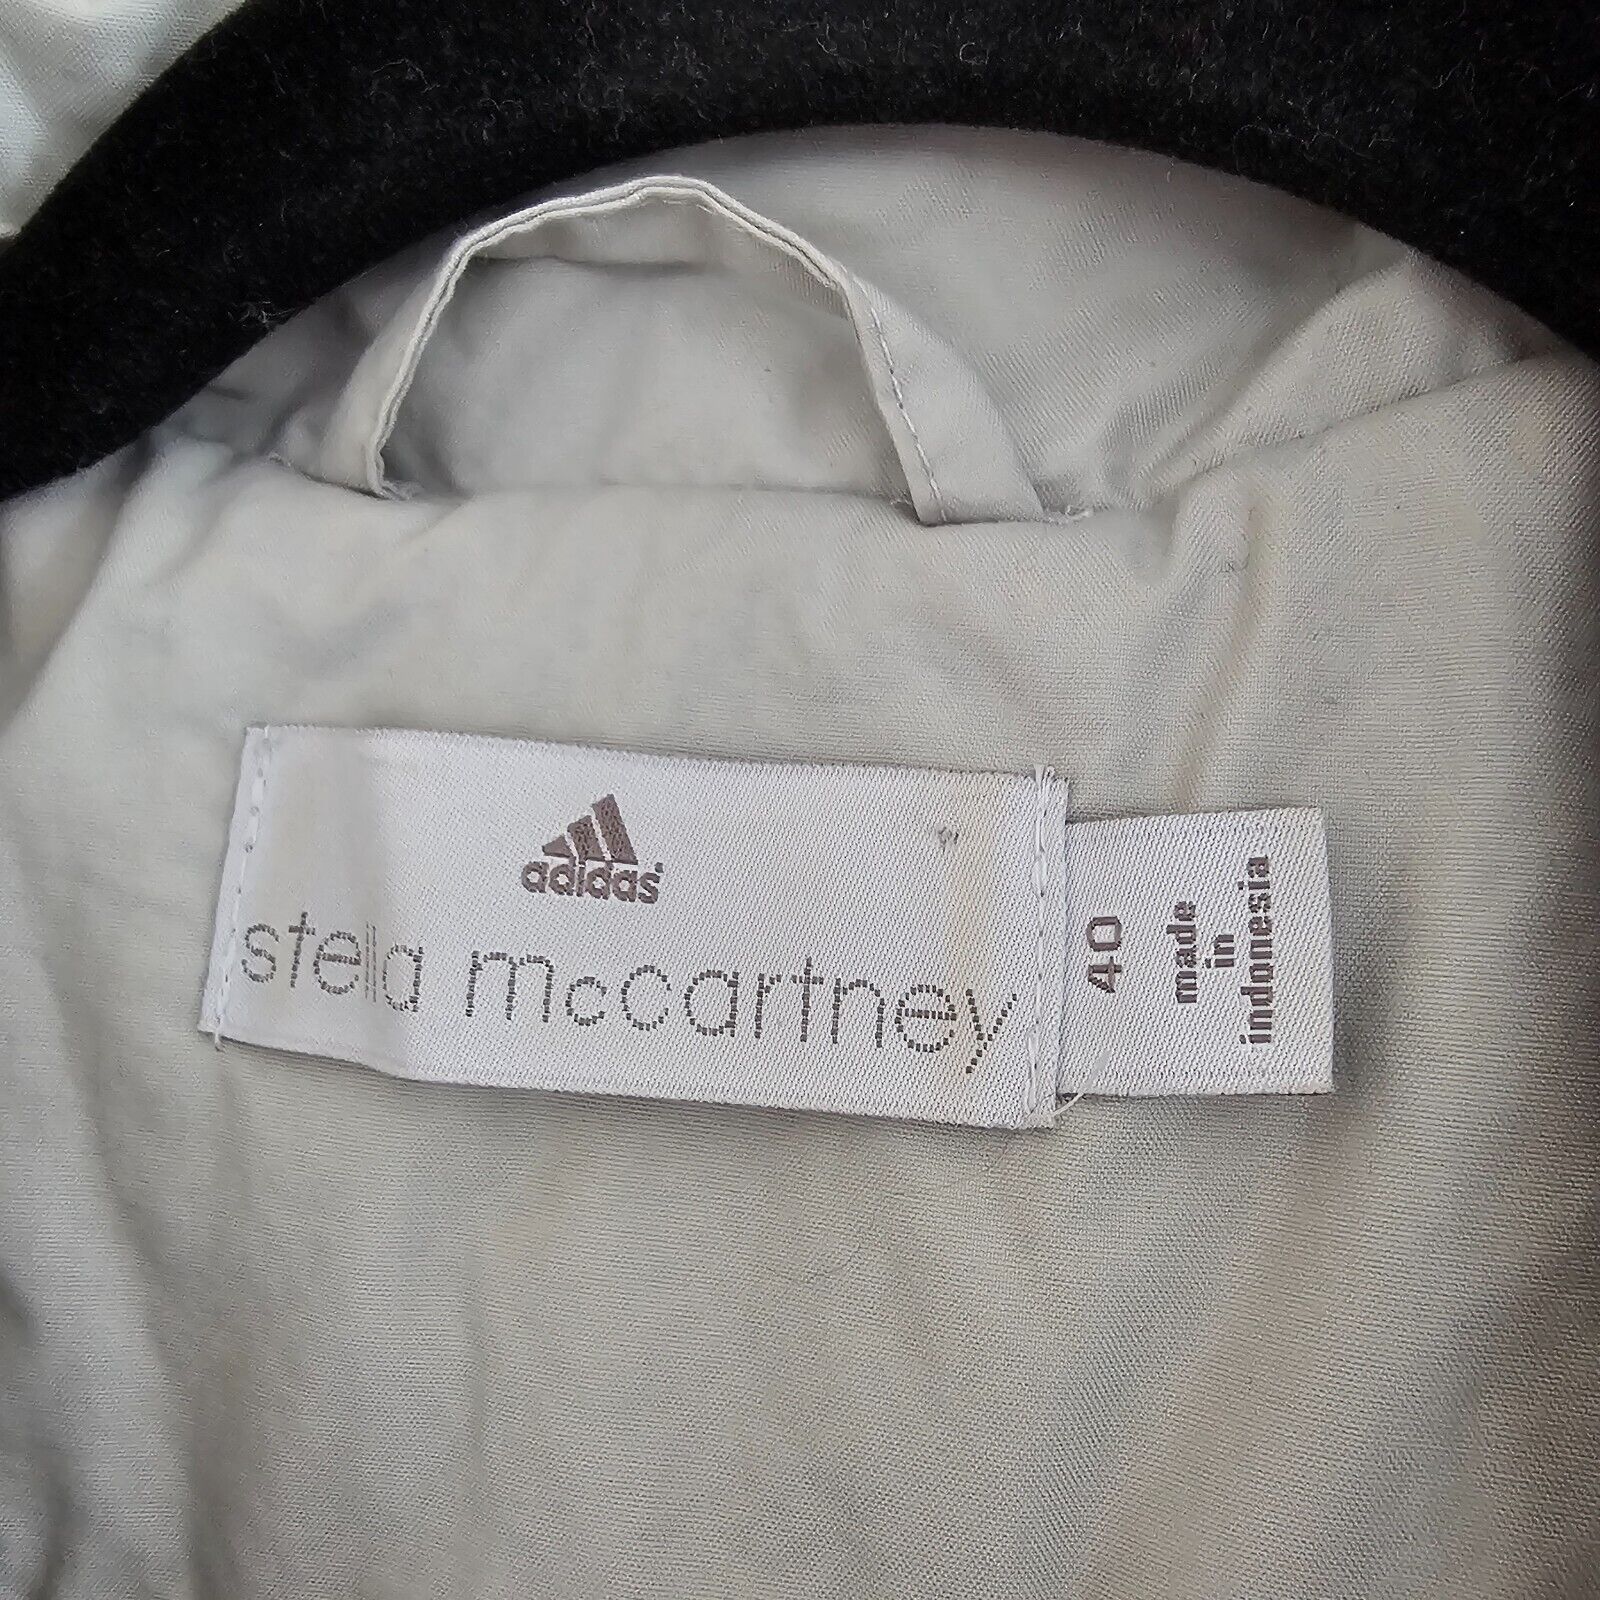 adidas
stella mccartney
40
made
in
indonesia